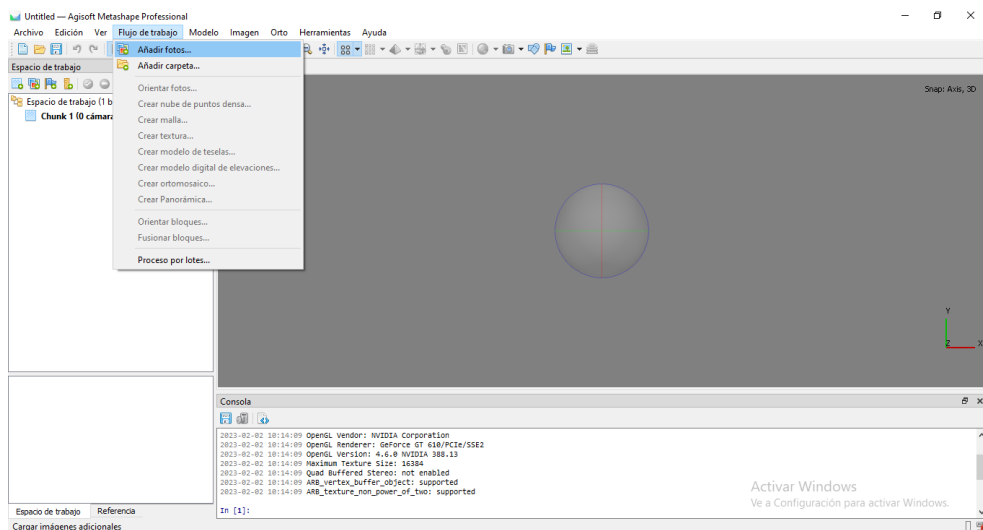 Untitled — Agisoft Metashape Professional
Archivo Edición Ver Flujo de trabajo Modelo Imagen Orto Herramientas Ayuda
Espacio de trabajo
Espacio de trabajo (1 b
Chunk 1 (0 cámara
Añadir fotos...
Añadir carpeta...
Orientar fotos...
Crear nube de puntos densa...
Crear malla...
Crear textura...
Crear modelo de teselas...
Crear modelo digital de elevaciones...
Crear ortomosaico...
Crear Panorámica...
Orientar bloques...
Fusionar bloques...
Proceso por lotes...
Snap: Axis, 3D
Y
Z X
Consola
2023-02-02 10:14:09 OpenGL Vendor: NVIDIA Corporation
2023-02-02 10:14:09 OpenGL Renderer: GeForce GT 610/PCIe/SSE2
2023-02-02 10:14:09 OpenGL Version: 4.6.0 NVIDIA 388.13
2023-02-02 10:14:09 Maximum Texture Size: 16384
2023-02-02 10:14:09 Quad Buffered Stereo: not enabled
2023-02-02 10:14:09 ARB_vertex_buffer_object: supported
2023-02-02 10:14:09 ARB_texture_non_power_of_two: supported
In [1]:
Activar Windows
Ve a Configuración para activar Windows.
Espacio de trabajo Referencia
Cargar imágenes adicionales